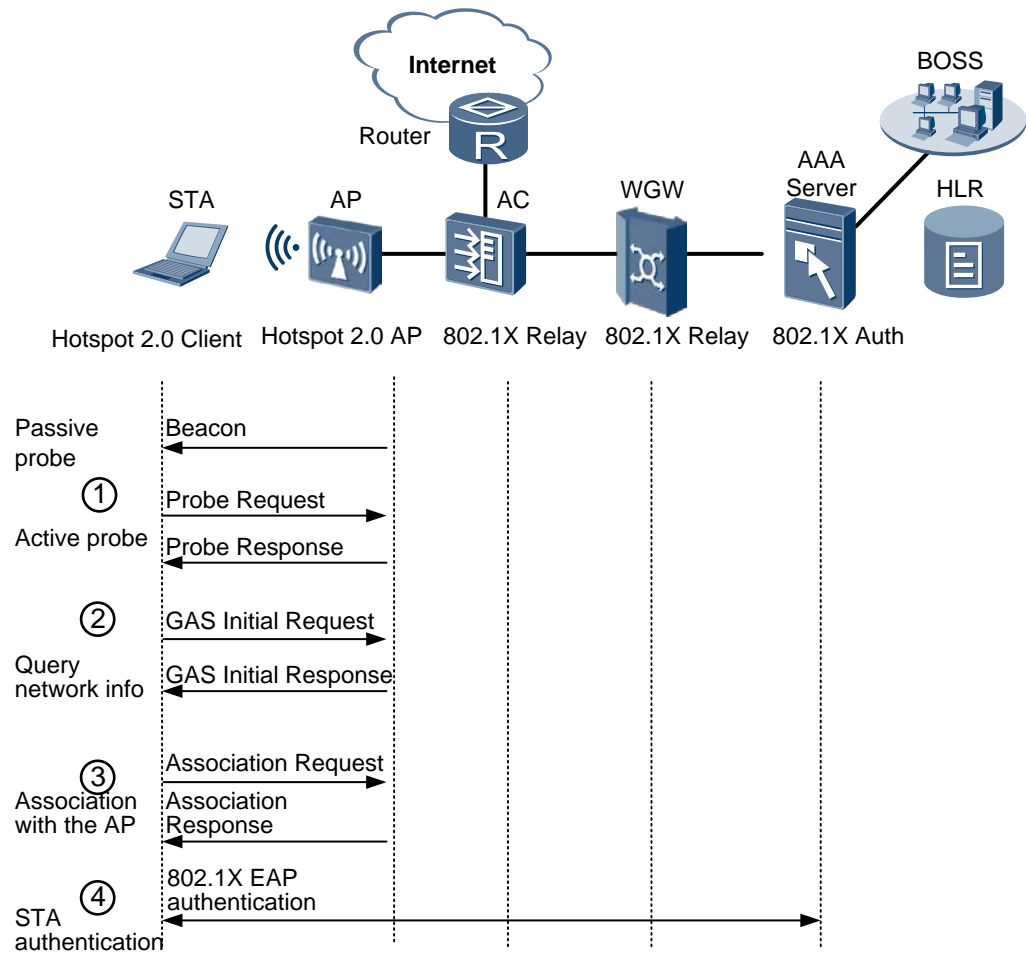 Internet
BOSS
Router
R
AAA
Server
STA
AP
AC
WGW
HLR
Hotspot 2.0 Client
Hotspot 2.0 AP
802.1X Relay
802.1X Relay
802.1X Auth
Passive
probe
Beacon
1
Probe Request
Active probe
Probe Response
2
GAS Initial Request
Query
network info
GAS Initial Response
3
Association Request
Association
with the AP
Association
Response
4
802.1X EAP
authentication
STA
authentication